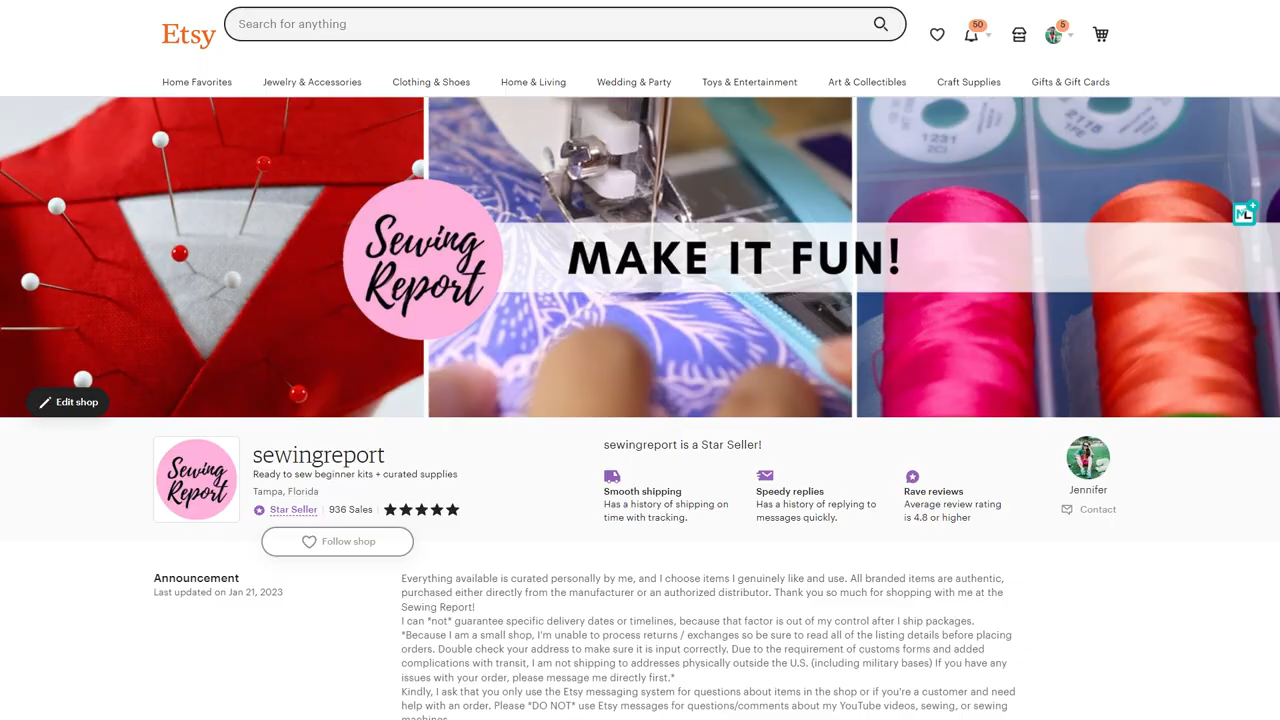 Etsy
Search for anything
50
5
Home Favorites
Jewelry & Accessories
Clothing & Shoes
Home & Living
Wedding & Party
Toys & Entertainment
Art & Collectibles
Craft Supplies
Gifts & Gift Cards
1231
2CI
2118
1FE
Sewing
Report
MAKE IT FUN!
ML
Edit shop
Sewing
Report
sewingreport
Ready to sew beginner kits + curated supplies
Tampa, Florida
Star Seller 936 Sales
Follow shop
sewingreport is a Star Seller!
Smooth shipping
Has a history of shipping on
time with tracking.
Speedy replies
Has a history of replying to
messages quickly.
Rave reviews
Average review rating
is 4.8 or higher
Jennifer
Contact
Announcement
Last updated on Jan 21, 2023
Everything available is curated personally by me, and I choose items I genuinely like and use. All branded items are authentic,
purchased either directly from the manufacturer or an authorized distributor. Thank you so much for shopping with me at the
Sewing Report!
I can *not* guarantee specific delivery dates or timelines, because that factor is out of my control after I ship packages.
*Because I am a small shop, I'm unable to process returns / exchanges so be sure to read all of the listing details before placing
orders. Double check your address to make sure it is input correctly. Due to the requirement of customs forms and added
complications with transit, I am not shipping to addresses physically outside the U.S. (including military bases) If you have any
issues with your order, please message me directly first.*
Kindly, I ask that you only use the Etsy messaging system for questions about items in the shop or if you're a customer and need
help with an order. Please *DO NOT* use Etsy messages for questions/comments about my YouTube videos, sewing, or sewing
machines.